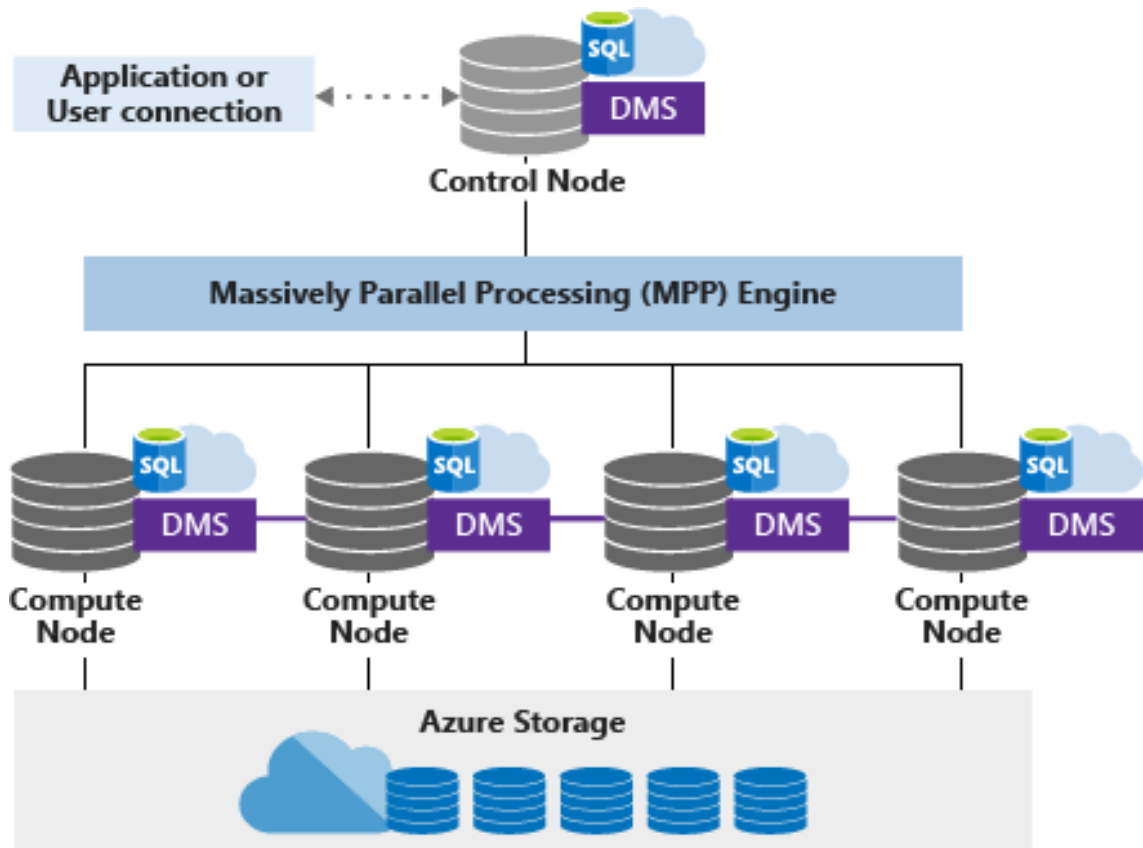 SQL
Application or
User connection
DMS
Control Node
Massively Parallel Processing (MPP) Engine
SQL
SQL
SQL
SQL
DMS
DMS
DMS
DMS
Compute
Node
Compute
Node
Compute
Node
Compute
Node
Azure Storage